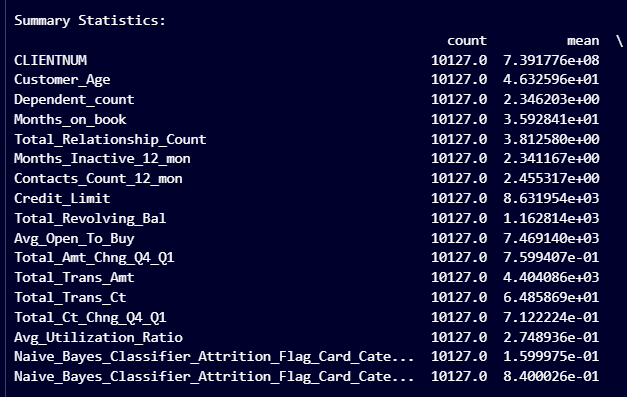 Summary Statistics:
count mean \
CLIENTNUM 10127.0 7.391776e+08
Customer_Age 10127.0 4.632596e+01
Dependent_count 10127.0 2.346203e+00
Months_on_book 10127.0 3.592841e+01
Total_Relationship_Count 10127.0 3.812580e+00
Months_Inactive_12_mon 10127.0 2.341167e+00
Contacts_Count_12_mon 10127.0 2.455317e+00
Credit_Limit 10127.0 8.631954e+03
Total_Revolving_Bal 10127.0 1.162814e+03
Avg_Open_To_Buy 10127.0 7.469140e+03
Total_Amt_Chng_Q4_Q1 10127.0 7.599407e-01
Total_Trans_Amt 10127.0 4.404086e+03
Total_Trans_Ct 10127.0 6.485869e+01
Total_Ct_Chng_Q4_Q1 10127.0 7.122224e-01
Avg_Utilization_Ratio 10127.0 2.748936e-01
Naive_Bayes_Classifier_Attrition_Flag_Card_Cate... 10127.0 1.599975e-01
Naive_Bayes_Classifier_Attrition_Flag_Card_Cate... 10127.0 8.400026e-01